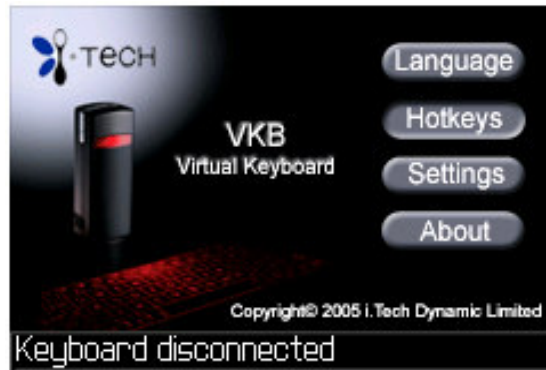 i.TECH
Language
Hotkeys
VKB
Virtual Keyboard
Settings
About
Copyright© 2005 i.Tech Dynamic Limited
Keyboard disconnected